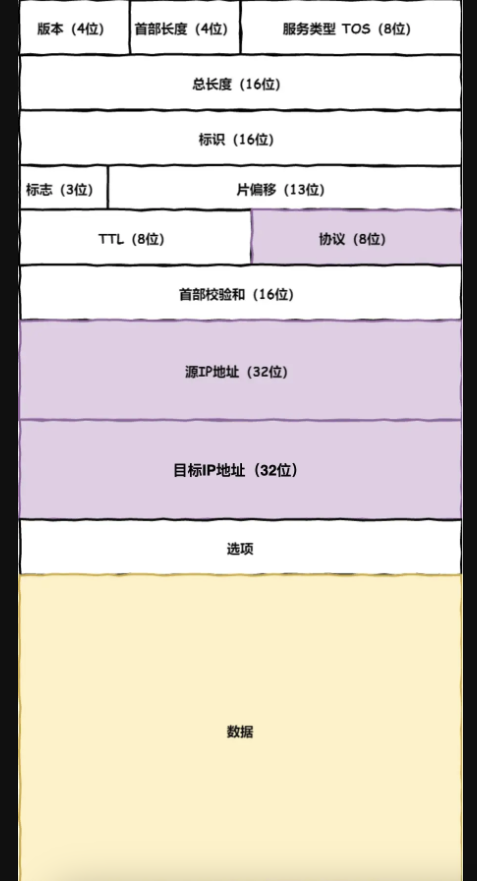 版本（4位） 首部长度（4位） 服务类型 TOS（8位）
总长度（16位）
标识（16位）
标志（3位） 片偏移（13位）
TTL（8位） 协议（8位）
首部校验和（16位）
源IP地址（32位）
目标IP地址（32位）
选项
数据